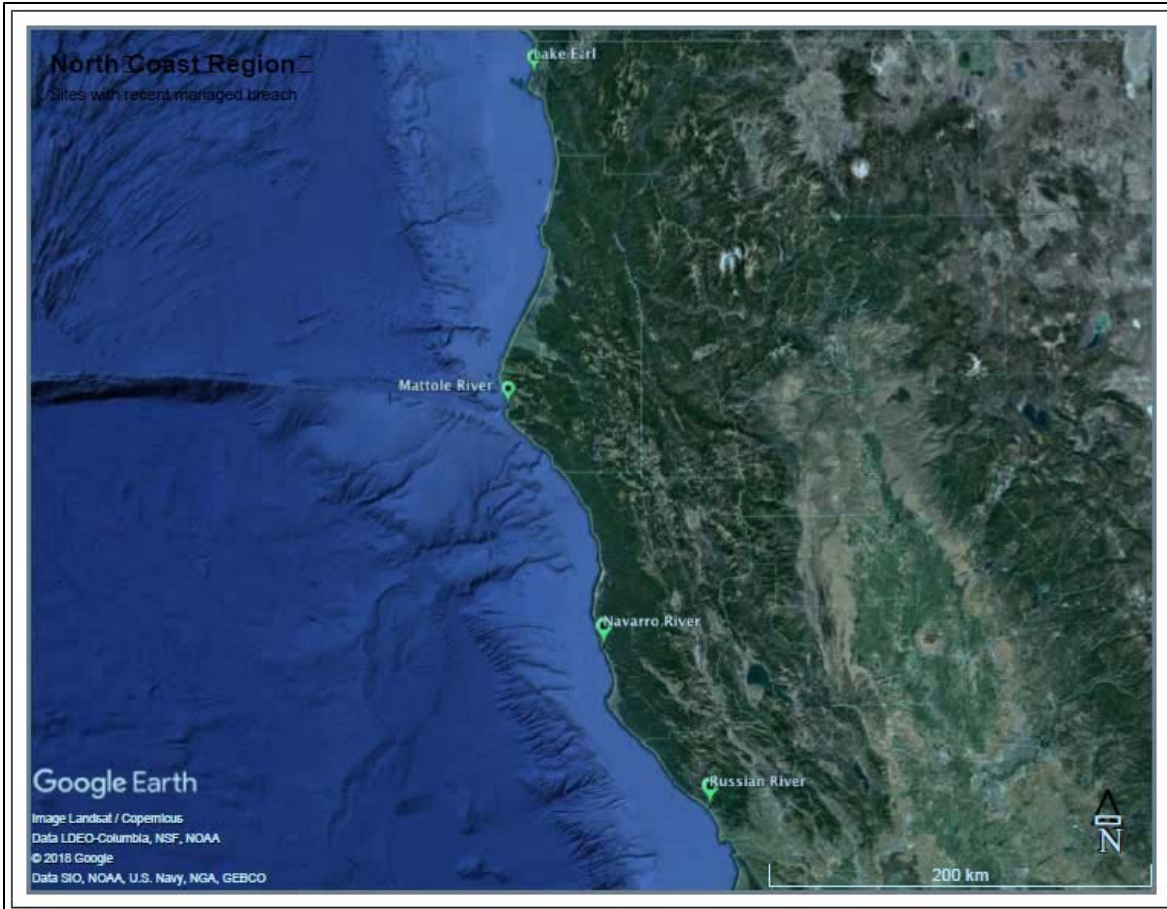 Lake Earl
North Coast Region
Sites with recent managed breach
Mattole River
Navarro River
Russian River
Google Earth
Image Landsat / Copernicus
Data LDEO-Columbia, NSF, NOAA
© 2018 Google
Data SIO, NOAA, U.S. Navy, NGA, GEBCO
N
200 km